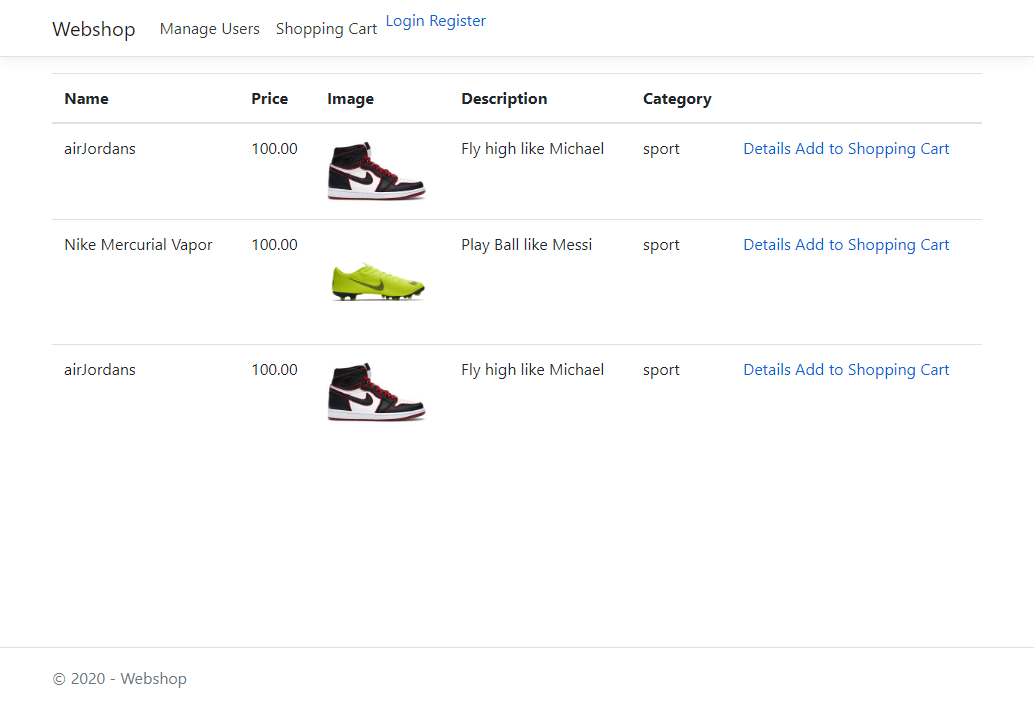 Webshop Manage Users Shopping Cart Login Register
Name Price Image Description Category
airJordans 100.00 Fly high like Michael sport Details Add to Shopping Cart
Nike Mercurial Vapor 100.00 Play Ball like Messi sport Details Add to Shopping Cart
airJordans 100.00 Fly high like Michael sport Details Add to Shopping Cart
© 2020 - Webshop